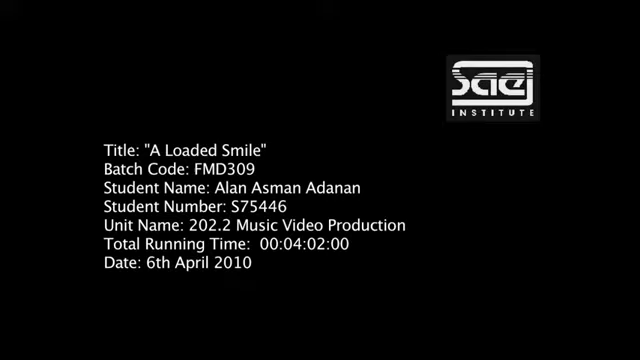 sae
INSTITUTE
Title: "A Loaded Smile"
Batch Code: FMD309
Student Name: Alan Asman Adanan
Student Number: S75446
Unit Name: 202.2 Music Video Production
Total Running Time:  00:04:02:00
Date: 6th April 2010